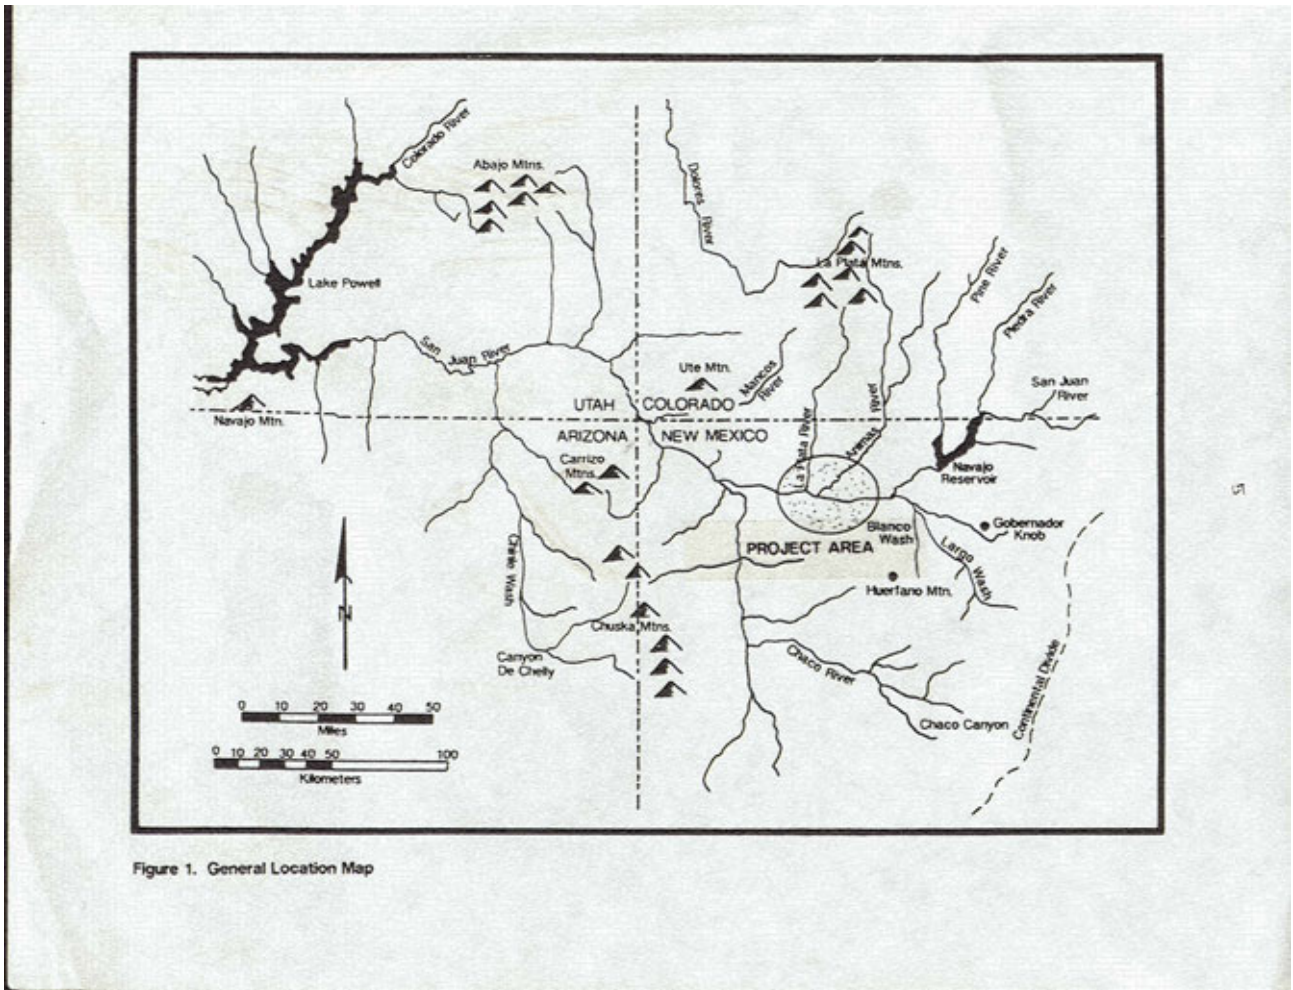 Colorado River
Abajo Mtns.
Dolores
River
La Plata Mtns.
Pine River
Piedra River
Lake Powell
San
Juan River
Ute Mtn.
Mancos
River
San Juan
River
UTAH
COLORADO
Navajo Mtn.
ARIZONA
NEW MEXICO
La Plata River
Animas River
Carrizo
Mtns.
Navajo
Reservoir
Blanco
Wash
Gobernador
Knob
PROJECT AREA
Largo Wash
Huerfano Mtn.
Chinle Wash
N
Chuska Mtns.
Canyon
De Chelly
Chaco River
Chaco Canyon
Continental Divide
0 10 20 30 40 50
Miles
0 10 20 30 40 50 100
Kilometers
5
Figure 1. General Location Map